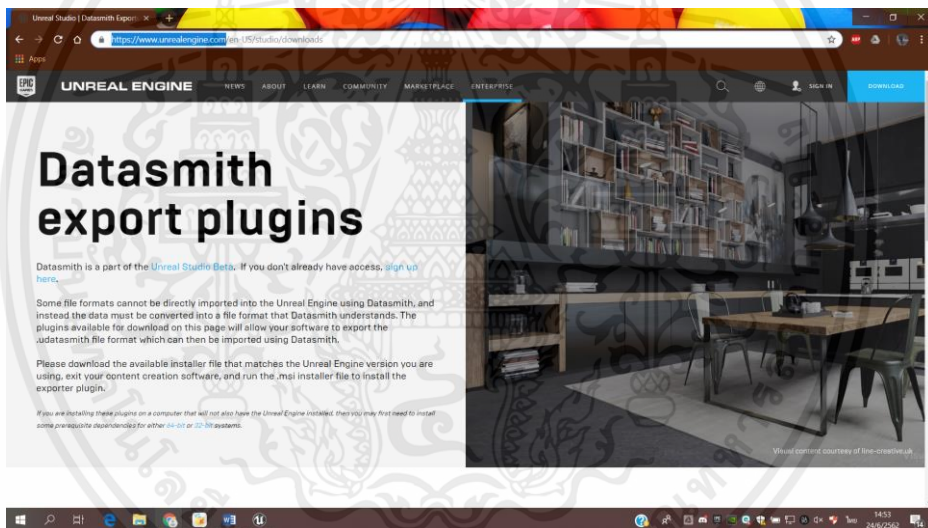 Unreal Studio | Datasmith Export
https://www.unrealengine.com/en-US/studio/downloads
Apps
EPIC GAMES
UNREAL ENGINE
NEWS ABOUT LEARN COMMUNITY MARKETPLACE ENTERPRISE
SIGN IN
DOWNLOAD
Datasmith
export plugins
Datasmith is a part of the Unreal Studio Beta. If you don't already have access, sign up
here.
Some file formats cannot be directly imported into the Unreal Engine using Datasmith, and
instead the data must be converted into a file format that Datasmith understands. The
plugins available for download on this page will allow your software to export the
.udatasmith file format which can then be imported using Datasmith.
Please download the available installer file that matches the Unreal Engine version you are
using, exit your content creation software, and run the .msi installer file to install the
exporter plugin.
If you are installing these plugins on a computer that will not also have the Unreal Engine installed, then you may first need to install
some prerequisite dependencies for either 64-bit or 32-bit systems.
Visual content courtesy of line-creative.uk
ไทย
14:53
24/6/2562
14